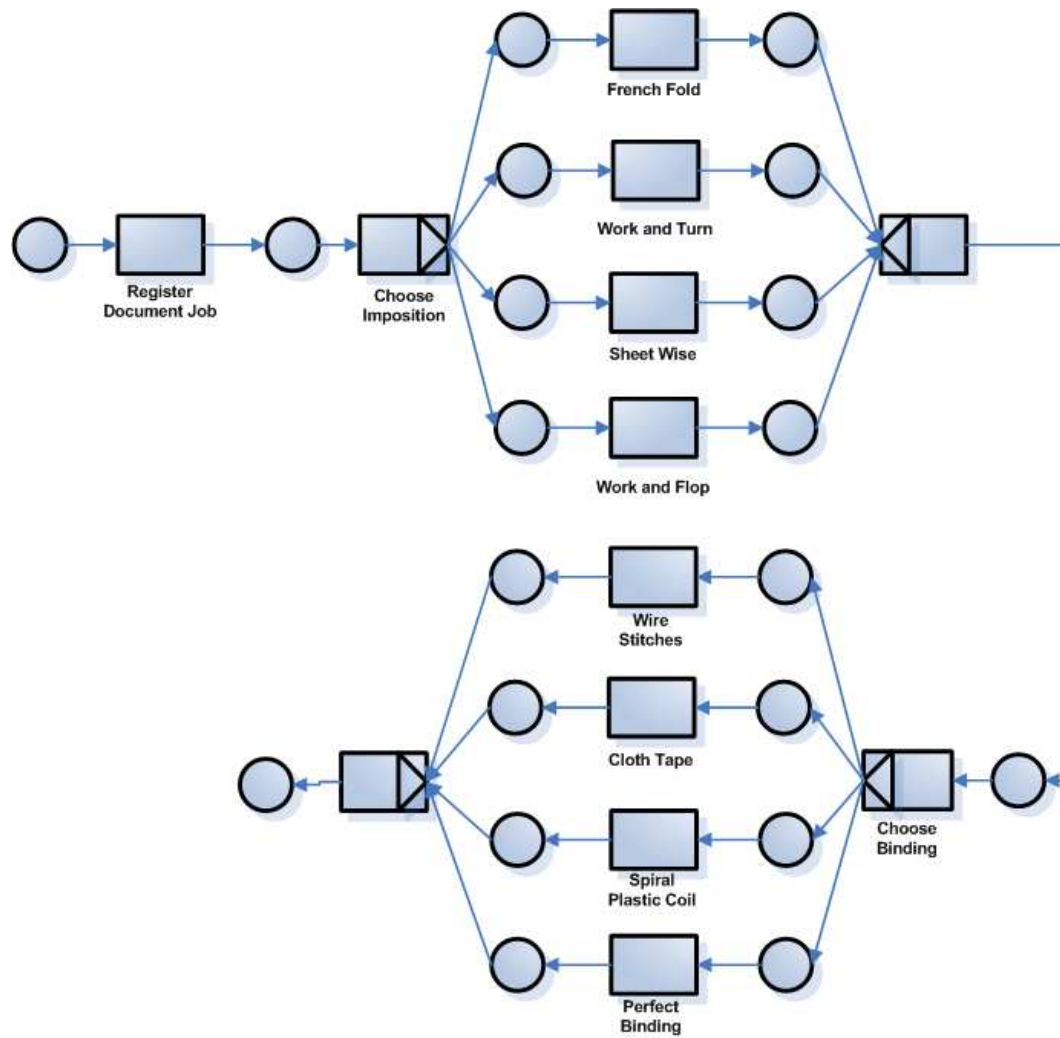 French Fold
Work and Turn
Register
Document Job
Choose
Imposition
Sheet Wise
Work and Flop
Wire
Stitches
Cloth Tape
Choose
Binding
Spiral
Plastic Coil
Perfect
Binding